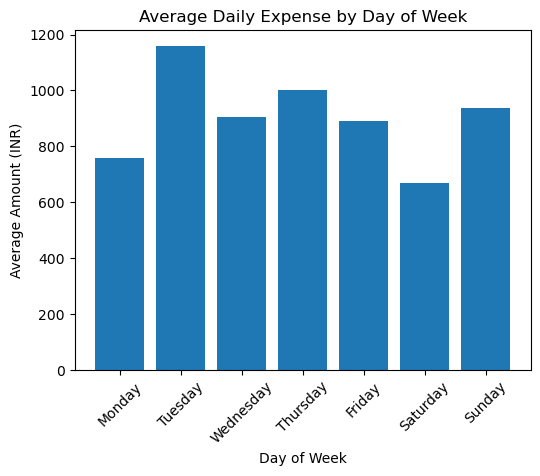 Average Daily Expense by Day of Week
Average Amount (INR)
1200
1000
800
600
400
200
0
Monday
Tuesday
Wednesday
Thursday
Friday
Saturday
Sunday
Day of Week